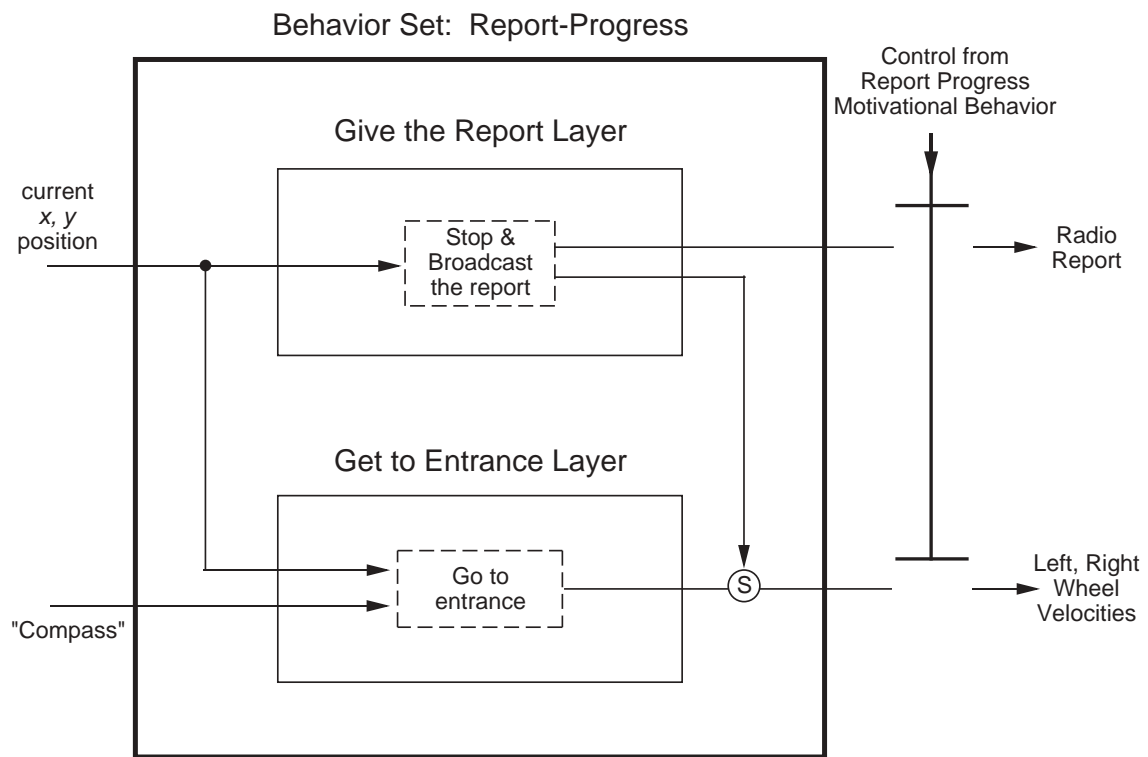 Behavior Set: Report-Progress
Control from
Report Progress
Motivational Behavior
Give the Report Layer
current
x, y
position
Stop &
Broadcast
the report
Radio
Report
Get to Entrance Layer
Go to
entrance
S
Left, Right
Wheel
Velocities
"Compass"